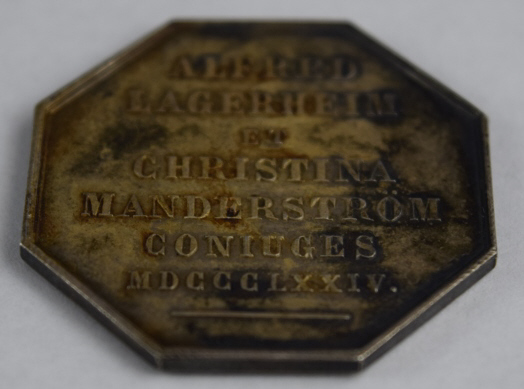 ALFRED
LAGERHEIM
ET
CHRISTINA
MANDERSTRÖM
CONIUGES
MDCCCLXXIV.